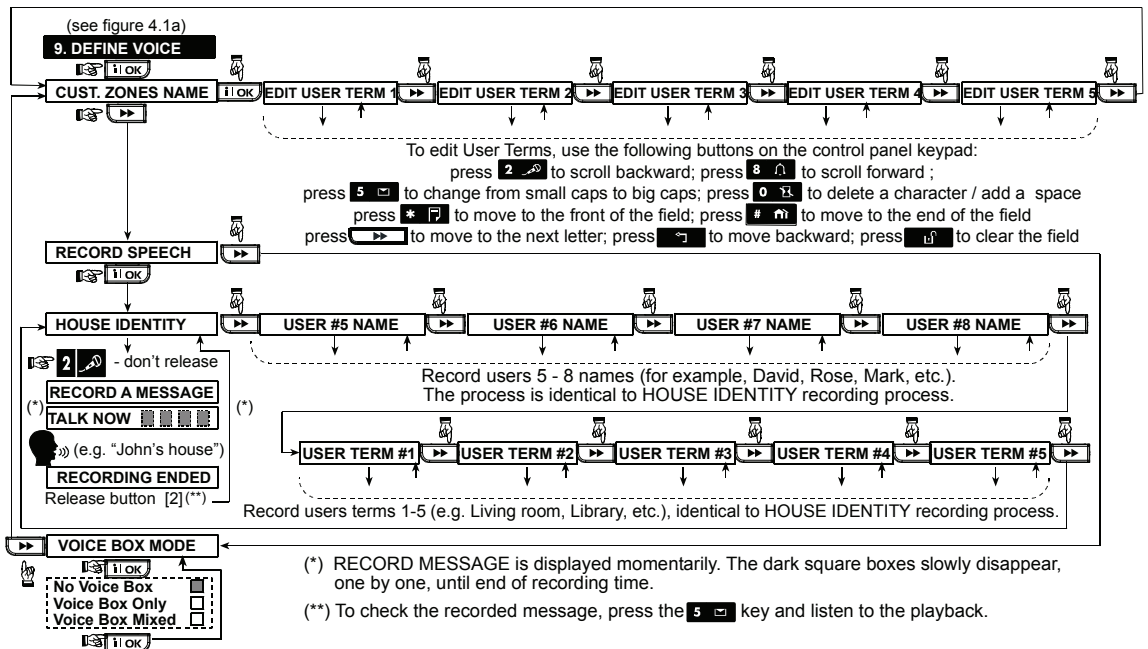 (see figure 4.1a)
9. DEFINE VOICE
i OK
CUST. ZONES NAME
i OK
EDIT USER TERM 1
EDIT USER TERM 2
EDIT USER TERM 3
EDIT USER TERM 4
EDIT USER TERM 5
To edit User Terms, use the following buttons on the control panel keypad:
press 2 to scroll backward; press 8 to scroll forward ;
press 5 to change from small caps to big caps; press 0 to delete a character / add a space
press * to move to the front of the field; press # to move to the end of the field
press to move to the next letter; press to move backward; press to clear the field
RECORD SPEECH
i OK
HOUSE IDENTITY
USER #5 NAME
USER #6 NAME
USER #7 NAME
USER #8 NAME
2 - don't release
Record users 5 - 8 names (for example, David, Rose, Mark, etc.).
The process is identical to HOUSE IDENTITY recording process.
RECORD A MESSAGE
(*)
TALK NOW
(*)
(e.g. “John's house”)
RECORDING ENDED
Release button [2] (**)
USER TERM #1
USER TERM #2
USER TERM #3
USER TERM #4
USER TERM #5
Record users terms 1-5 (e.g. Living room, Library, etc.), identical to HOUSE IDENTITY recording process.
VOICE BOX MODE
i OK
No Voice Box
Voice Box Only
Voice Box Mixed
i OK
(*) RECORD MESSAGE is displayed momentarily. The dark square boxes slowly disappear,
one by one, until end of recording time.
(**) To check the recorded message, press the 5 key and listen to the playback.